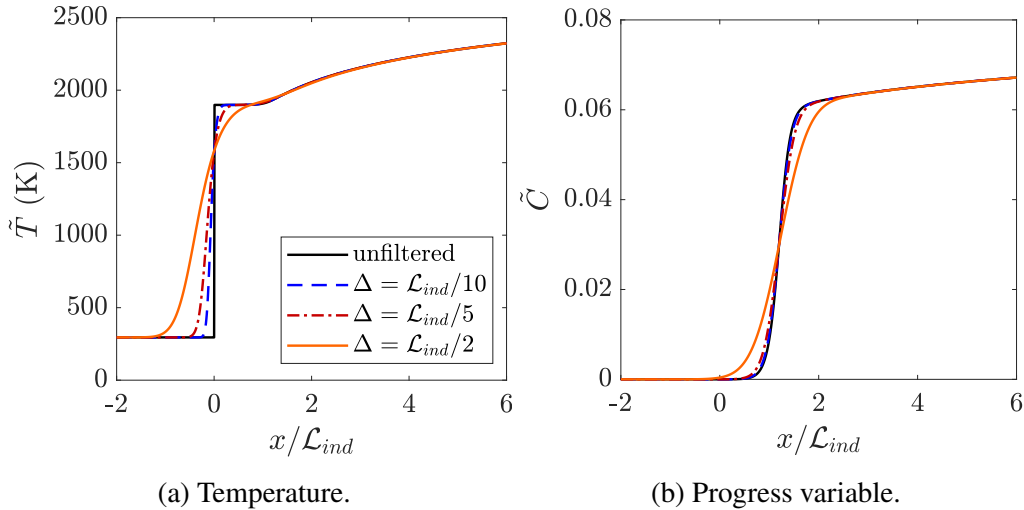 2500
2000
1500
1000
500
0
T̃ (K)
-2 0 2 4 6
x/ℒ_ind
unfiltered
Δ = ℒ_ind/10
Δ = ℒ_ind/5
Δ = ℒ_ind/2
(a) Temperature.
0.08
0.06
0.04
0.02
0
C̃
-2 0 2 4 6
x/ℒ_ind
(b) Progress variable.